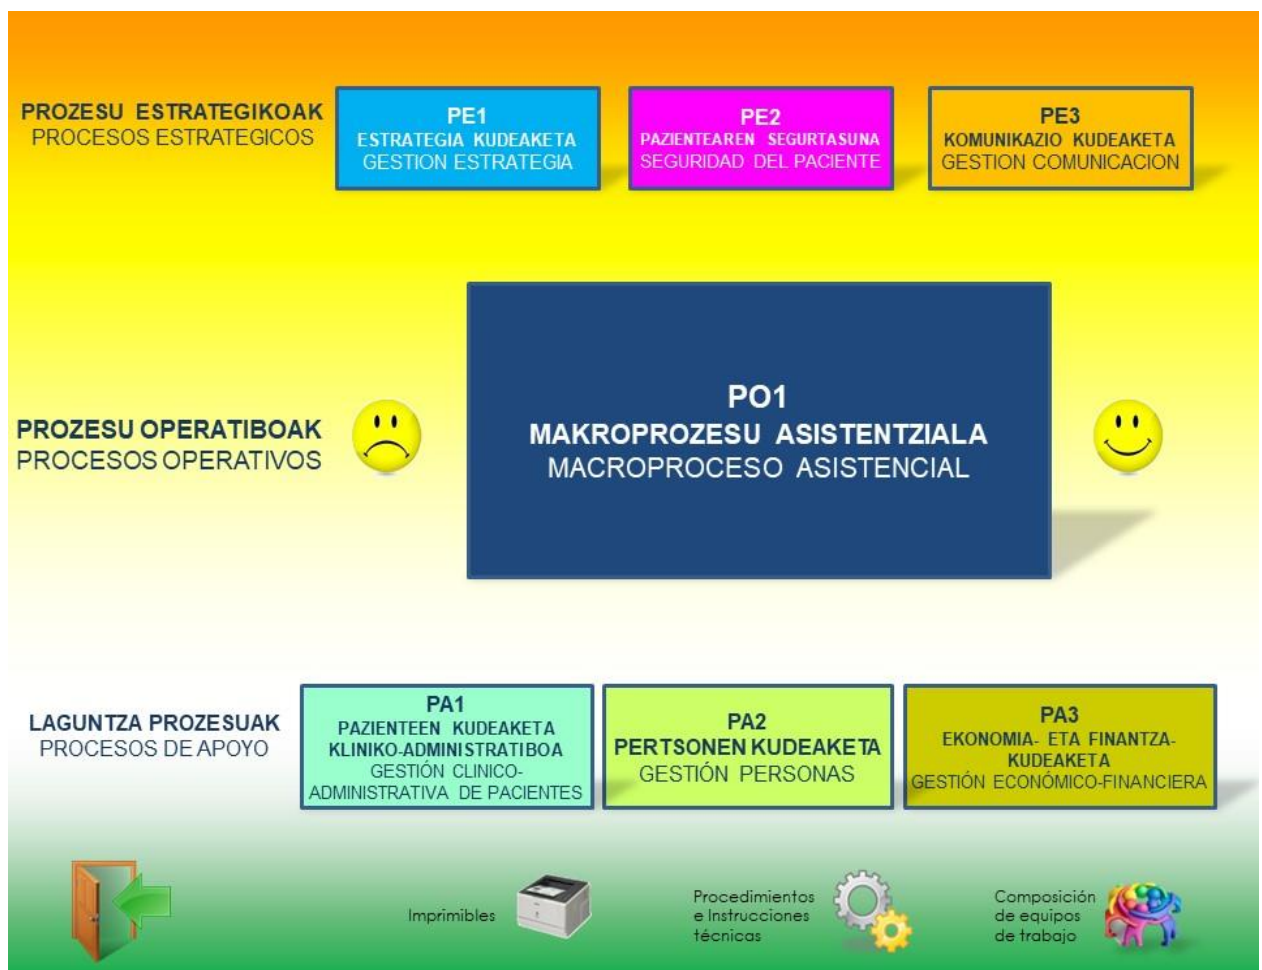 PROZESU ESTRATEGIKOAK
PROCESOS ESTRATEGICOS
PE1
ESTRATEGIA KUDEAKETA
GESTION ESTRATEGIA
PE2
PAZIENTEAREN SEGURTASUNA
SEGURIDAD DEL PACIENTE
PE3
KOMUNIKAZIO KUDEAKETA
GESTION COMUNICACION
PROZESU OPERATIBOAK
PROCESOS OPERATIVOS
PO1
MAKROPROZESU ASISTENTZIALA
MACROPROCESO ASISTENCIAL
LAGUNTZA PROZESUAK
PROCESOS DE APOYO
PA1
PAZIENTEEN KUDEAKETA
KLINIKO-ADMINISTRATIBOA
GESTIÓN CLINICO-
ADMINISTRATIVA DE PACIENTES
PA2
PERTSONEN KUDEAKETA
GESTIÓN PERSONAS
PA3
EKONOMIA- ETA FINANTZA-
KUDEAKETA
GESTIÓN ECONÓMICO-FINANCIERA
Imprimibles
Procedimientos
e Instrucciones
técnicas
Composición
de equipos
de trabajo